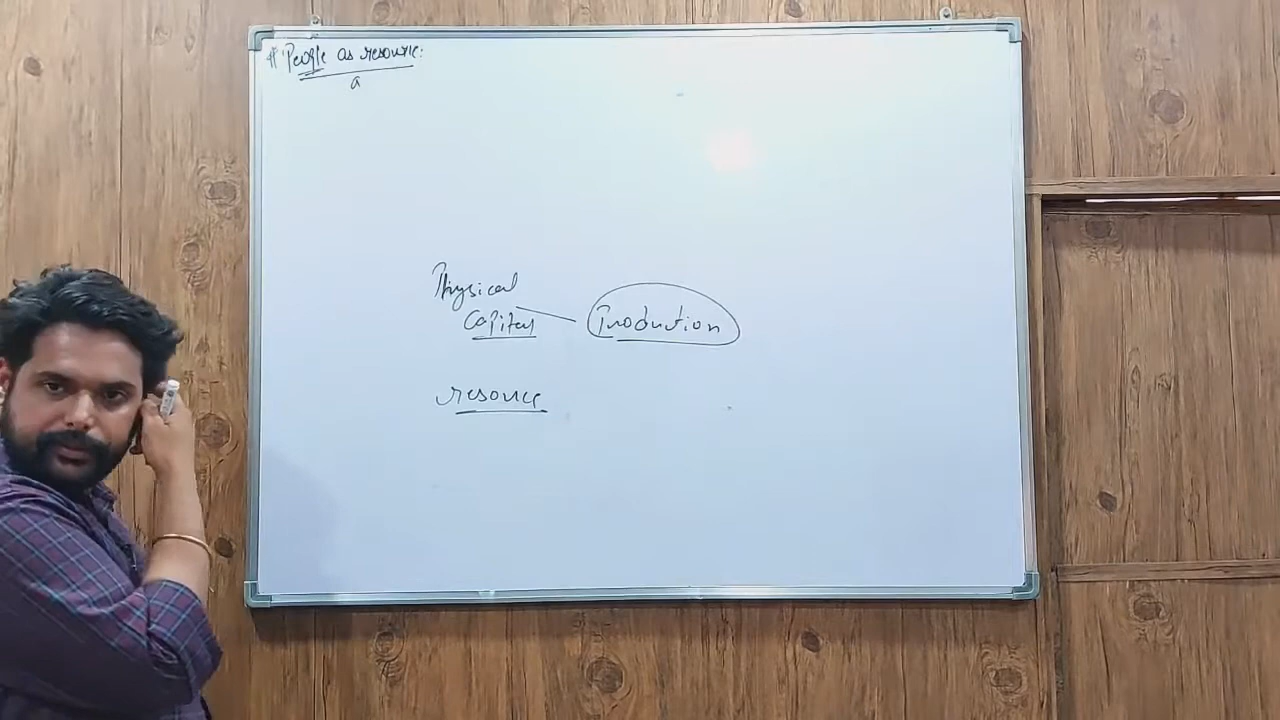 # People as resource:
a
Physical
Capital
Production
resource